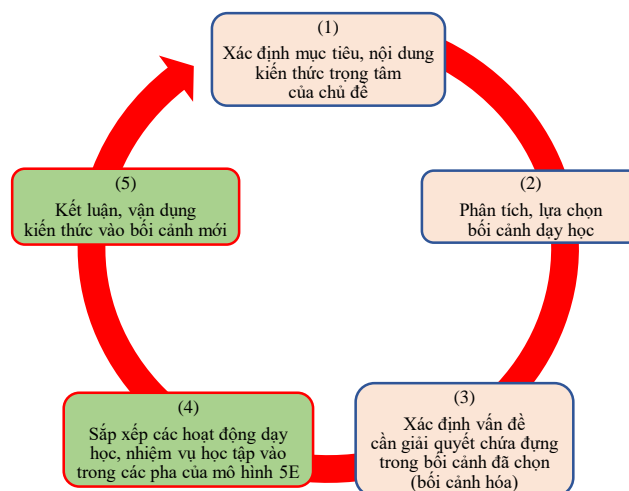 (1)
Xác định mục tiêu, nội dung
kiến thức trọng tâm
của chủ đề
(2)
Phân tích, lựa chọn
bối cảnh dạy học
(3)
Xác định vấn đề
cần giải quyết chứa đựng
trong bối cảnh đã chọn
(bối cảnh hóa)
(4)
Sắp xếp các hoạt động dạy
học, nhiệm vụ học tập vào
trong các pha của mô hình 5E
(5)
Kết luận, vận dụng
kiến thức vào bối cảnh mới